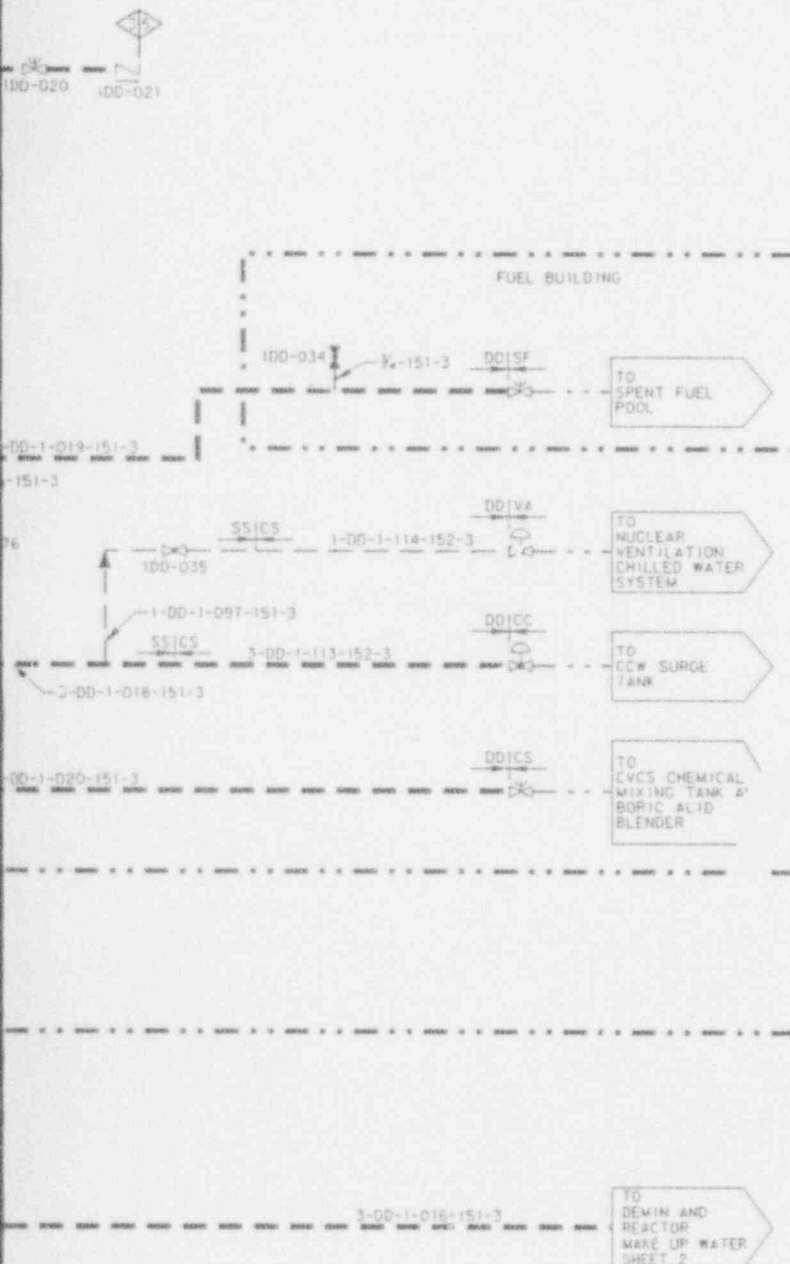 1DD-020
1DD-021
FUEL BUILDING
1DD-034
¾-151-3
DD|SF
TO
SPENT FUEL
POOL
-DD-1-019-151-3
-151-3
DD|VA
76
SS|CS
1-DD-1-114-152-3
1DD-035
TO
NUCLEAR
VENTILATION
CHILLED WATER
SYSTEM
1-DD-1-097-151-3
DD|CC
SS|CS
3-DD-1-113-152-3
TO
CCW SURGE
TANK
-DD-1-016-151-3
DD|CS
-DD-1-020-151-3
TO
CVCS CHEMICAL
MIXING TANK
BORIC ACID
BLENDER
3-DD-1-016-151-3
TO
DEMIN AND
REACTOR
MAKE UP WATER
SHEET 2